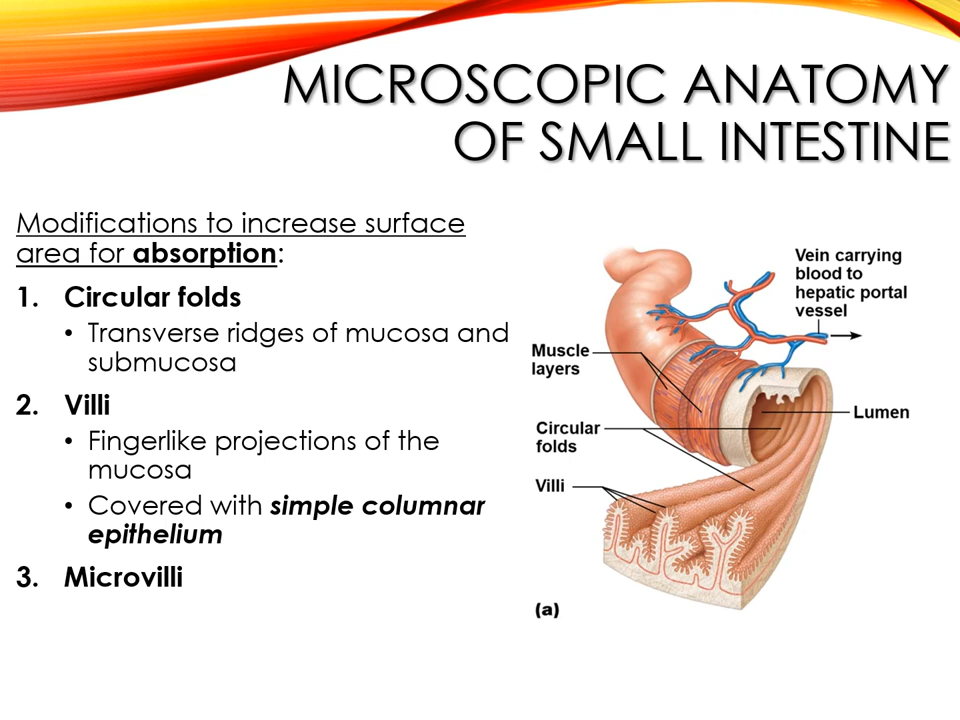 MICROSCOPIC ANATOMY
OF SMALL INTESTINE
Modifications to increase surface
area for absorption:
1. Circular folds
• Transverse ridges of mucosa and
submucosa
2. Villi
• Fingerlike projections of the
mucosa
• Covered with simple columnar
epithelium
3. Microvilli
Vein carrying
blood to
hepatic portal
vessel
Muscle
layers
Lumen
Circular
folds
Villi
(a)